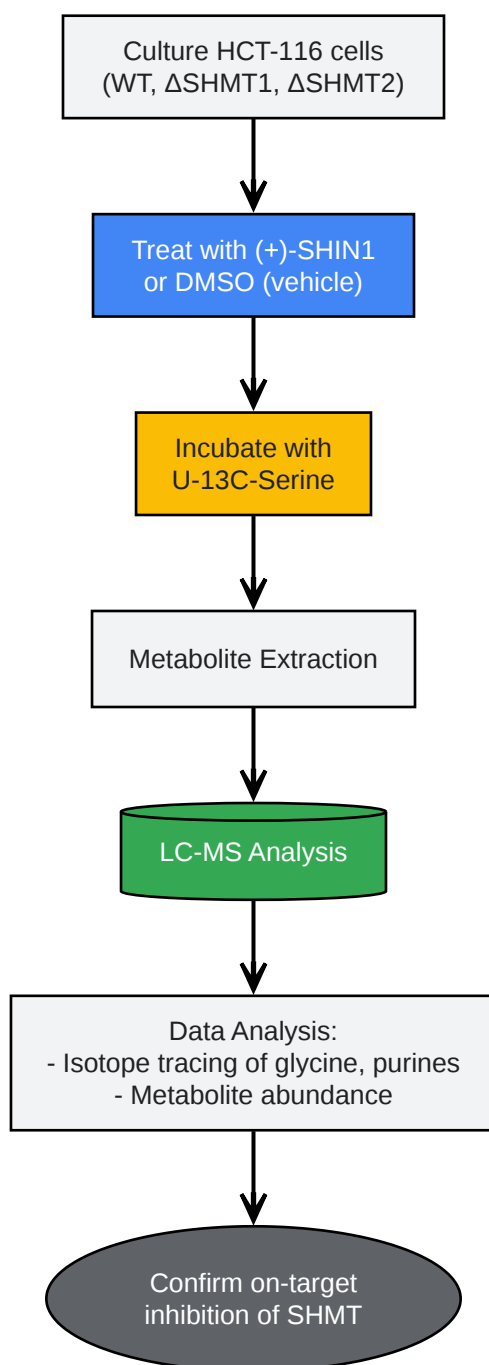 Culture HCT-116 cells
(WT, ΔSHMT1, ΔSHMT2)
Treat with (+)-SHIN1
or DMSO (vehicle)
Incubate with
U-13C-Serine
Metabolite Extraction
LC-MS Analysis
Data Analysis:
- Isotope tracing of glycine, purines
- Metabolite abundance
Confirm on-target
inhibition of SHMT